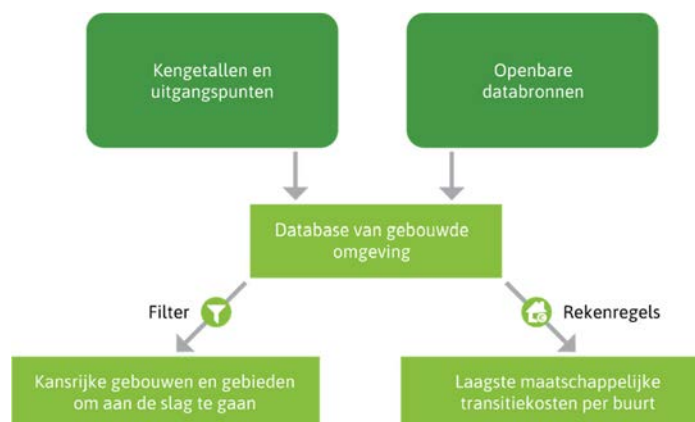 Kengetallen en
uitgangspunten
Openbare
databronnen
Database van gebouwde
omgeving
Filter
Rekenregels
Kansrijke gebouwen en gebieden
om aan de slag te gaan
Laagste maatschappelijke
transitiekosten per buurt